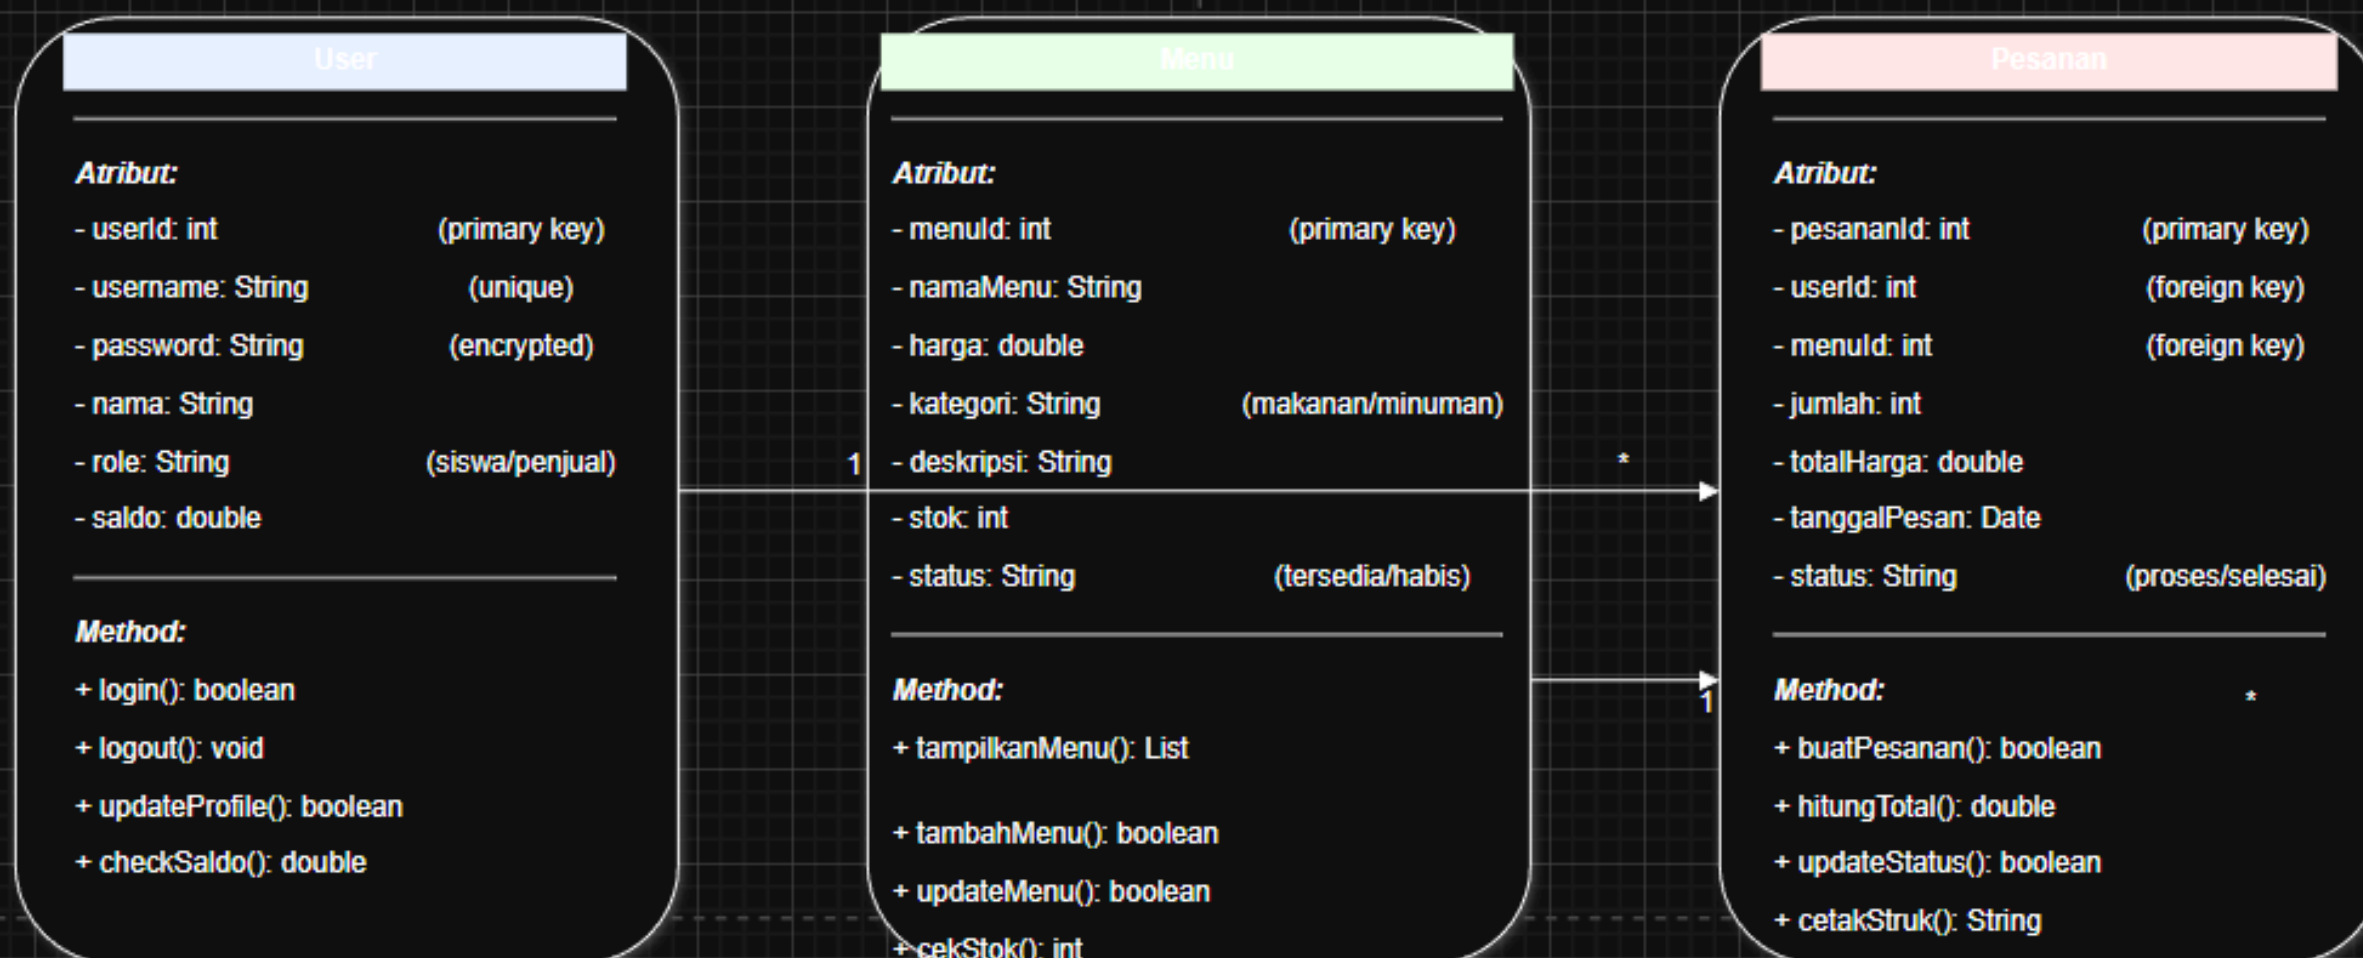 User
Atribut:
- userId: int (primary key)
- username: String (unique)
- password: String (encrypted)
- nama: String
- role: String (siswa/penjual)
- saldo: double
Method:
+ login(): boolean
+ logout(): void
+ updateProfile(): boolean
+ checkSaldo(): double
1
Menu
Atribut:
- menuId: int (primary key)
- namaMenu: String
- harga: double
- kategori: String (makanan/minuman)
- deskripsi: String
- stok: int
- status: String (tersedia/habis)
Method:
+ tampilkanMenu(): List
+ tambahMenu(): boolean
+ updateMenu(): boolean
+ cekStok(): int
*
1
Pesanan
Atribut:
- pesananId: int (primary key)
- userId: int (foreign key)
- menuId: int (foreign key)
- jumlah: int
- totalHarga: double
- tanggalPesan: Date
- status: String (proses/selesai)
Method: *
+ buatPesanan(): boolean
+ hitungTotal(): double
+ updateStatus(): boolean
+ cetakStruk(): String